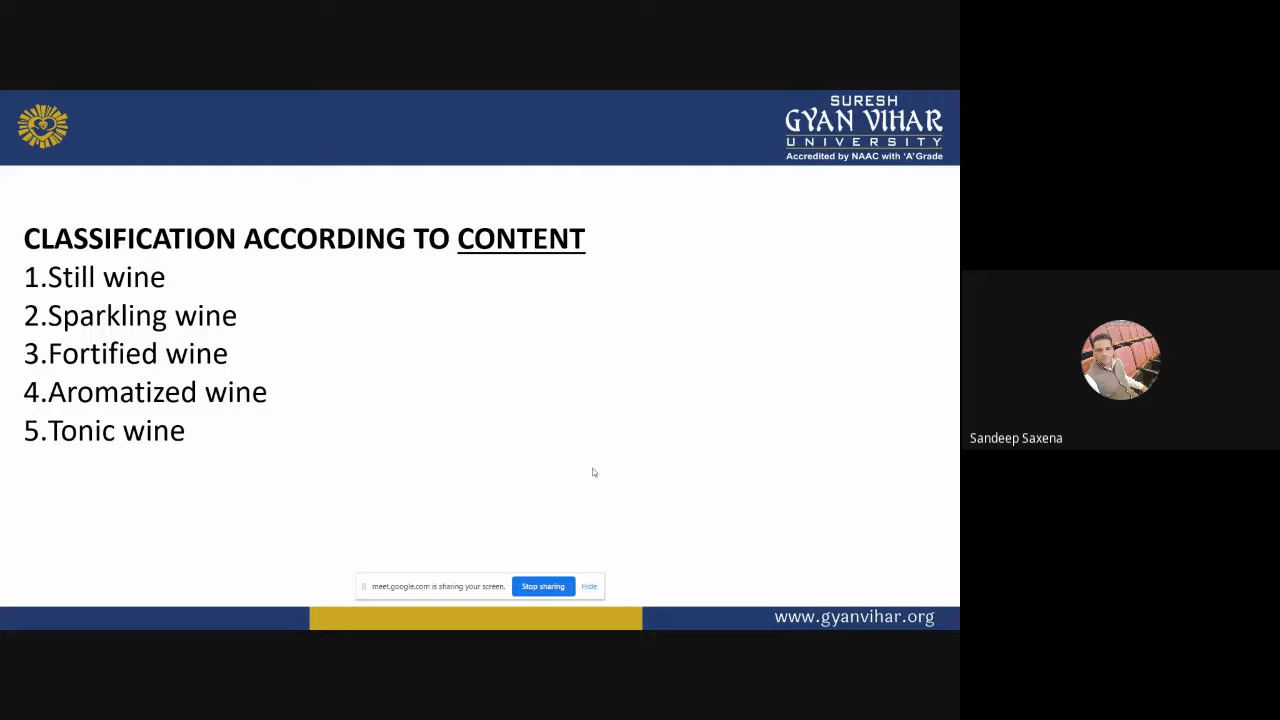 SURESH
GYAN VIHAR
UNIVERSITY
Accredited by NAAC with 'A' Grade
CLASSIFICATION ACCORDING TO CONTENT
1.Still wine
2.Sparkling wine
3.Fortified wine
4.Aromatized wine
5.Tonic wine
Sandeep Saxena
meet.google.com is sharing your screen. Stop sharing Hide
www.gyanvihar.org